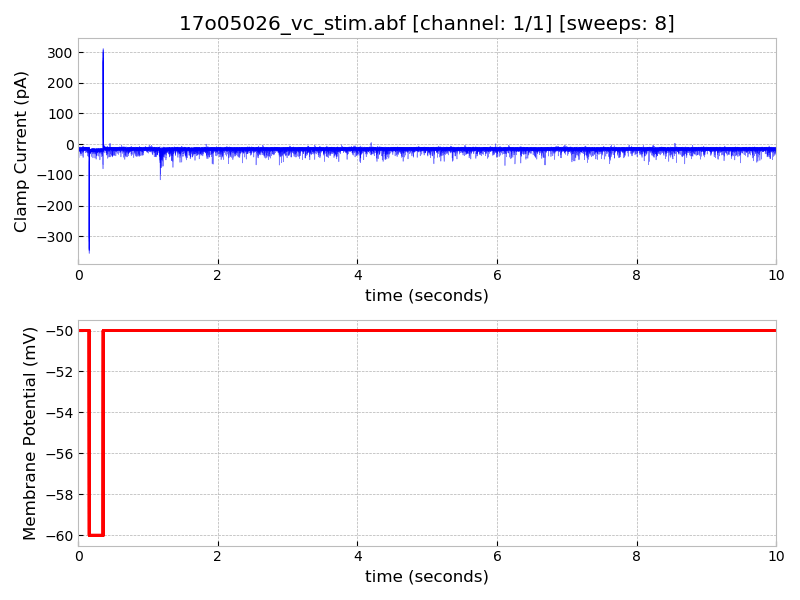 17o05026_vc_stim.abf [channel: 1/1] [sweeps: 8]
Clamp Current (pA)
300
200
100
0
−100
−200
−300
0 2 4 6 8 10
time (seconds)
Membrane Potential (mV)
−50
−52
−54
−56
−58
−60
0 2 4 6 8 10
time (seconds)